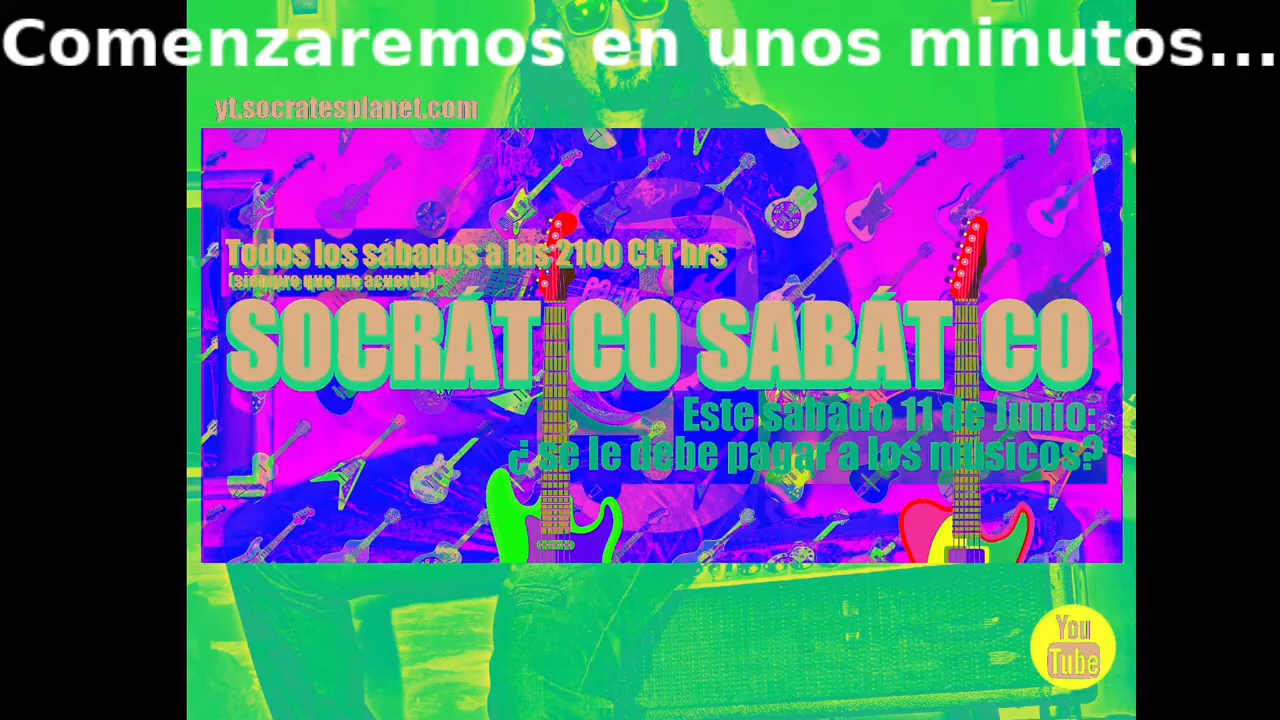 Comenzaremos en unos minutos...
yt.socratesplanet.com
Todos los sábados a las 2100 CLT hrs
(siempre que me acuerde)
SOCRÁTICO SABÁTICO
Este sábado 11 de Junio:
¿ se le debe pagar a los músicos?
You
Tube